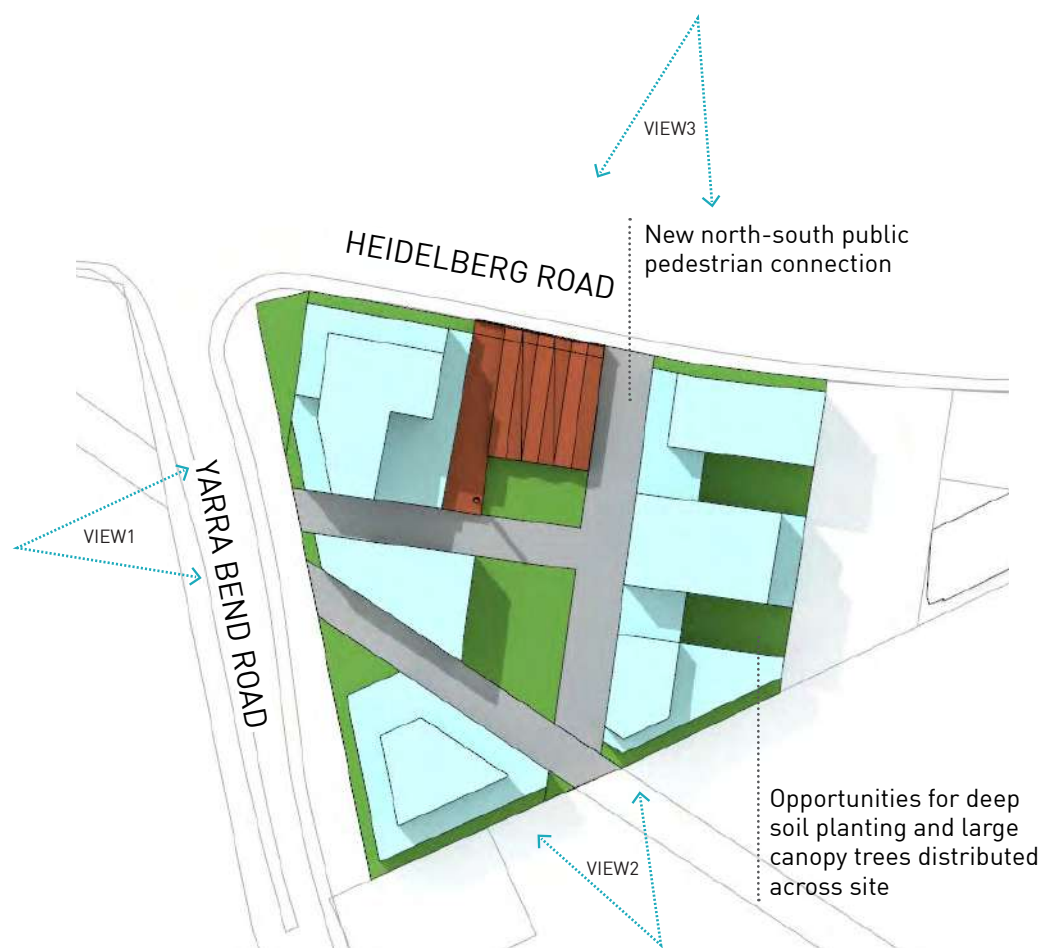 VIEW3
New north-south public
pedestrian connection
HEIDELBERG ROAD
YARRA BEND ROAD
VIEW1
Opportunities for deep
soil planting and large
canopy trees distributed
across site
VIEW2